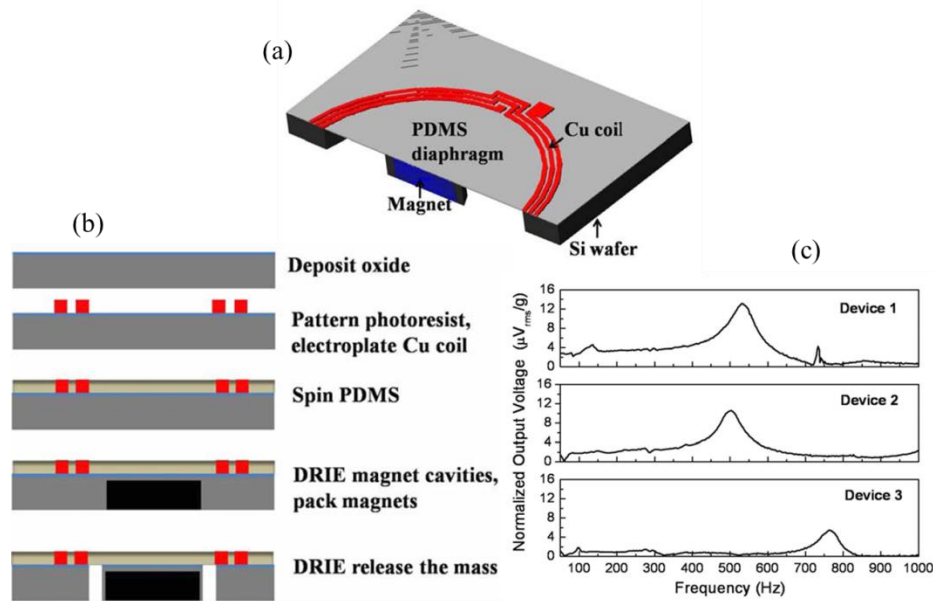 (a)
PDMS
diaphragm
Cu coil
Magnet
Si wafer
(b)
Deposit oxide
Pattern photoresist,
electroplate Cu coil
Spin PDMS
DRIE magnet cavities,
pack magnets
DRIE release the mass
(c)
Normalized Output Voltage (µVrms/g)
16
12
8
4
0
Device 1
16
12
8
4
0
Device 2
16
12
8
4
0
Device 3
100 200 300 400 500 600 700 800 900 1000
Frequency (Hz)